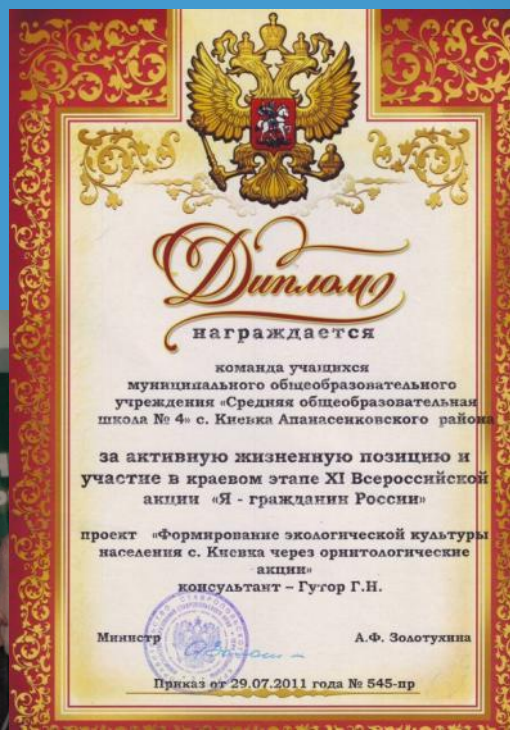 Диплом
награждается
команда учащихся
муниципального общеобразовательного
учреждения «Средняя общеобразовательная
школа № 4» с. Киевка Апанасенковского района
за активную жизненную позицию и
участие в краевом этапе XI Всероссийской
акции «Я - гражданин России»
проект «Формирование экологической культуры
населения с. Киевка через орнитологические
акции»
консультант – Гутор Г.Н.
Министр А.Ф. Золотухина
Приказ от 29.07.2011 года № 545-пр